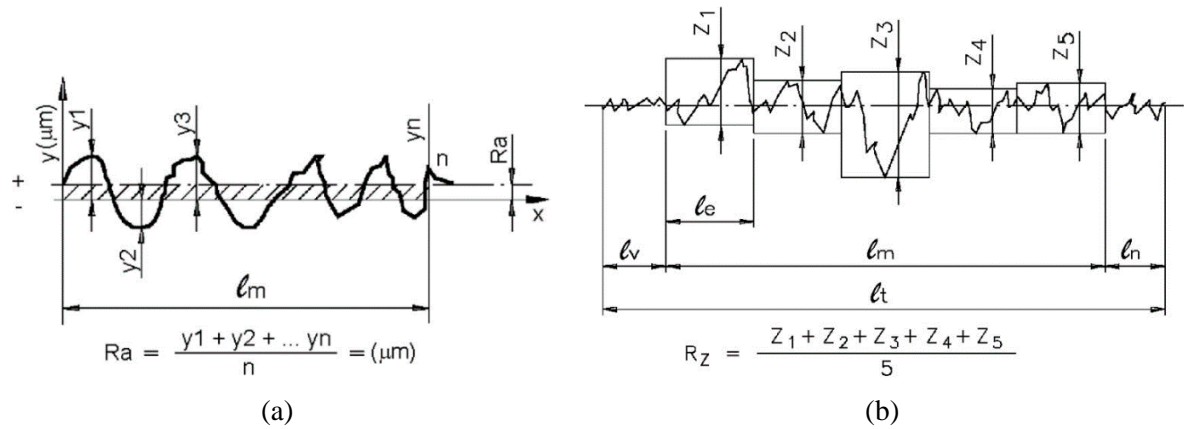 y(μm)
+
-
y1
y2
y3
yn
n
Ra
x
ℓm
Ra = y1 + y2 + ... yn / n = (μm)
(a)
Z1
Z2
Z3
Z4
Z5
ℓe
ℓv
ℓm
ℓn
ℓt
RZ = Z1 + Z2 + Z3 + Z4 + Z5 / 5
(b)